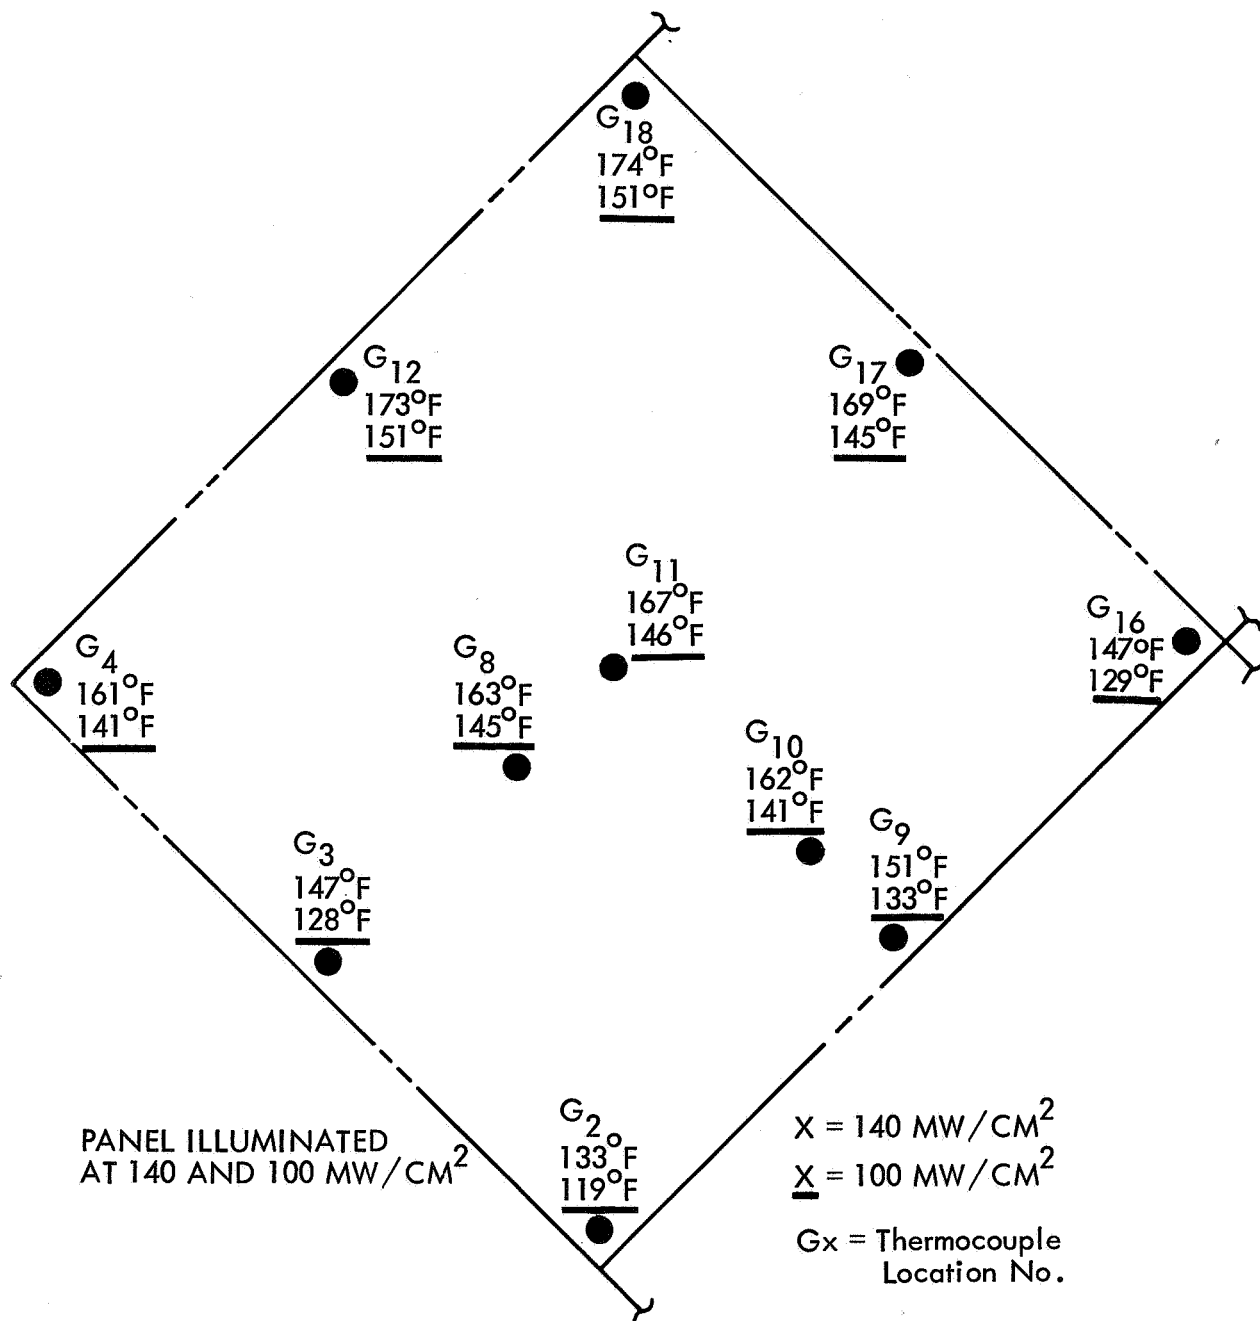 G18
174°F
151°F
G12
173°F
151°F
G17
169°F
145°F
G11
167°F
146°F
G16
147°F
129°F
G4
161°F
141°F
G8
163°F
145°F
G10
162°F
141°F
G9
151°F
133°F
G3
147°F
128°F
G2
133°F
119°F
PANEL ILLUMINATED
AT 140 AND 100 MW/CM²
X = 140 MW/CM²
X = 100 MW/CM²
Gx = Thermocouple
Location No.